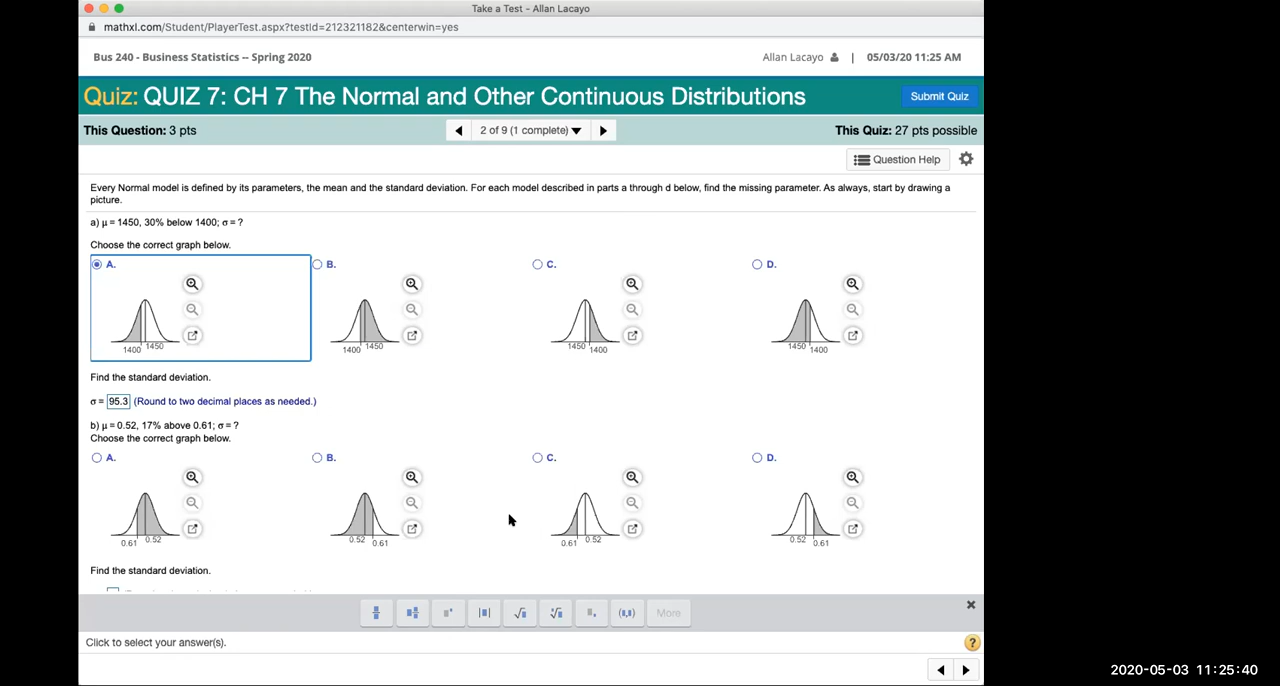 Take a Test - Allan Lacayo
mathxl.com/Student/PlayerTest.aspx?testId=212321182&centerwin=yes
Bus 240 - Business Statistics -- Spring 2020
Allan Lacayo | 05/03/20 11:25 AM
Quiz: QUIZ 7: CH 7 The Normal and Other Continuous Distributions
Submit Quiz
This Question: 3 pts
2 of 9 (1 complete)
This Quiz: 27 pts possible
Question Help
Every Normal model is defined by its parameters, the mean and the standard deviation. For each model described in parts a through d below, find the missing parameter. As always, start by drawing a
picture.
a) μ = 1450, 30% below 1400; σ = ?
Choose the correct graph below.
A. B. C. D.
1400 1450 1400 1450 1450 1400 1450 1400
Find the standard deviation.
σ = 95.3 (Round to two decimal places as needed.)
b) μ = 0.52, 17% above 0.61; σ = ?
Choose the correct graph below.
A. B. C. D.
0.61 0.52 0.52 0.61 0.61 0.52 0.52 0.61
Find the standard deviation.
More
Click to select your answer(s).
?
2020-05-03 11:25:40